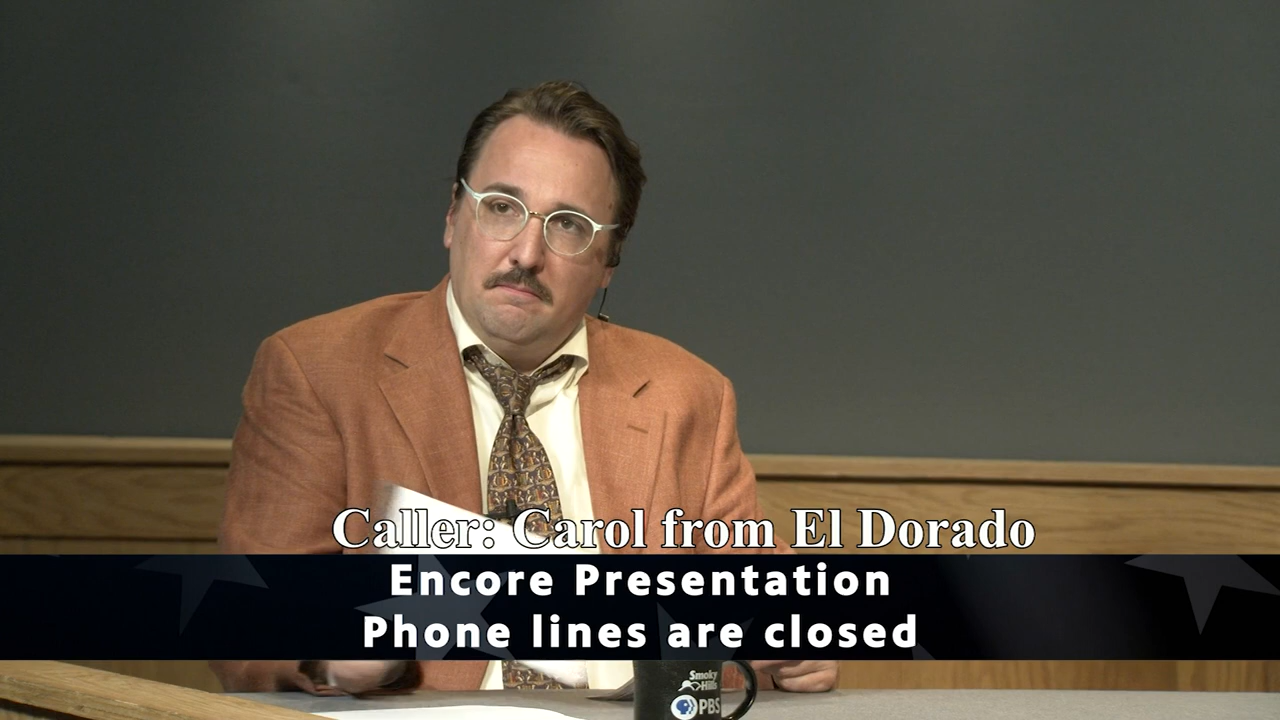 Caller: Carol from El Dorado
Encore Presentation
Phone lines are closed
Smoky
Hills
PBS